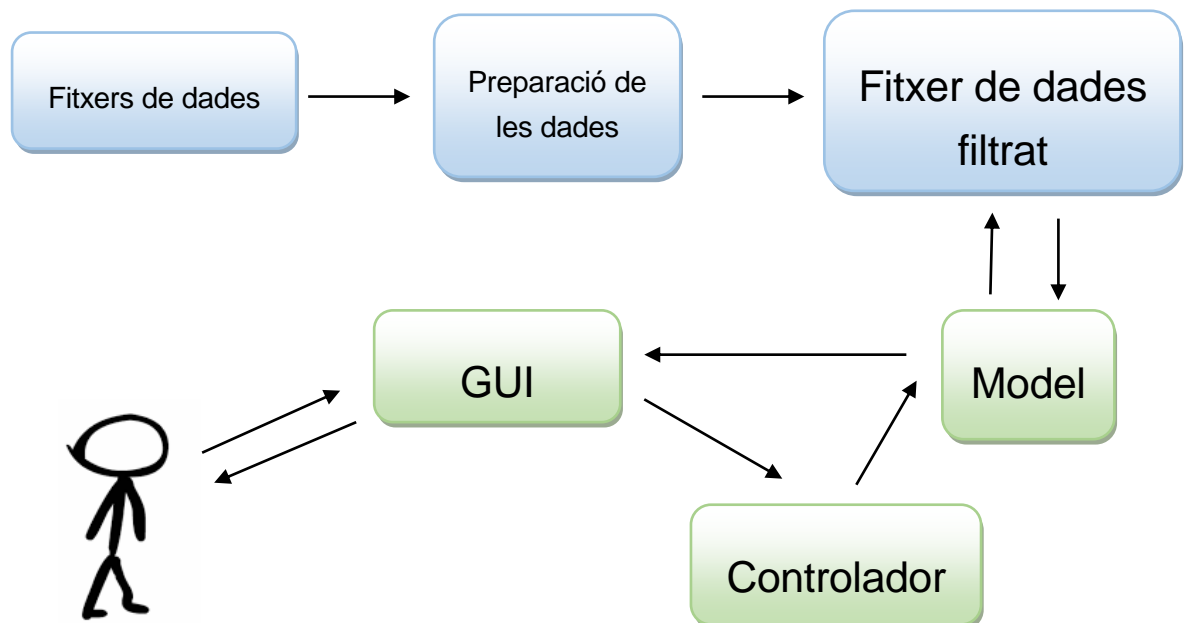 Fitxers de dades
Preparació de
les dades
Fitxer de dades
filtrat
GUI
Model
Controlador